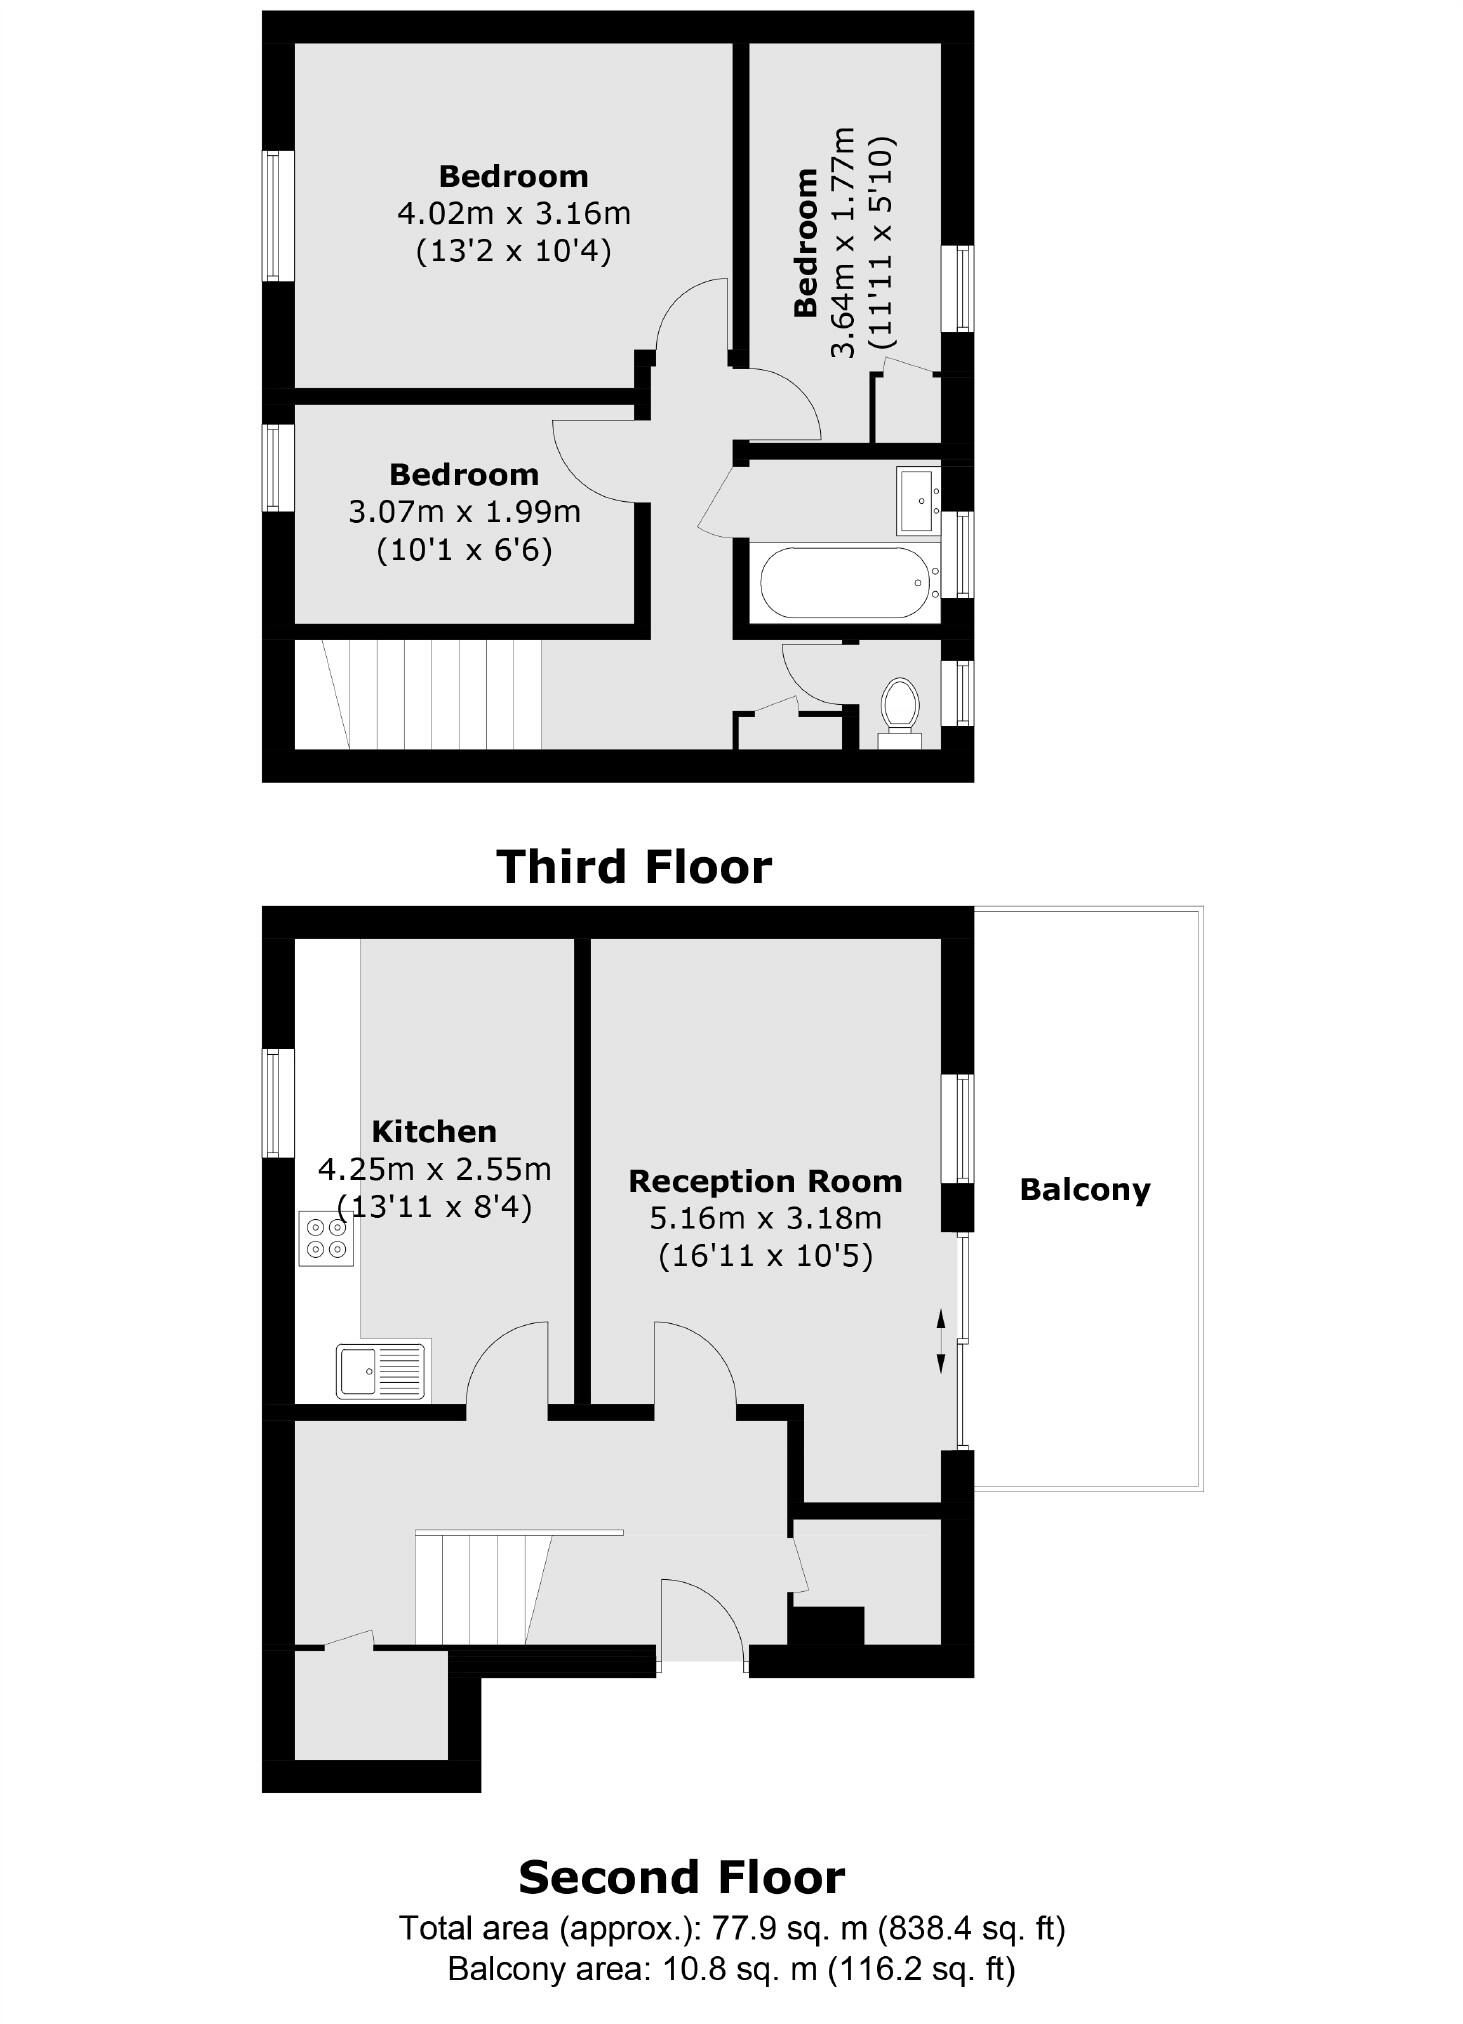 Bedroom
4.02m x 3.16m
(13'2 x 10'4)
Bedroom
3.64m x 1.77m
(11'11 x 5'10)
Bedroom
3.07m x 1.99m
(10'1 x 6'6)
Third Floor
Kitchen
4.25m x 2.55m
(13'11 x 8'4)
Reception Room
5.16m x 3.18m
(16'11 x 10'5)
Balcony
Second Floor
Total area (approx.): 77.9 sq. m (838.4 sq. ft)
Balcony area: 10.8 sq. m (116.2 sq. ft)